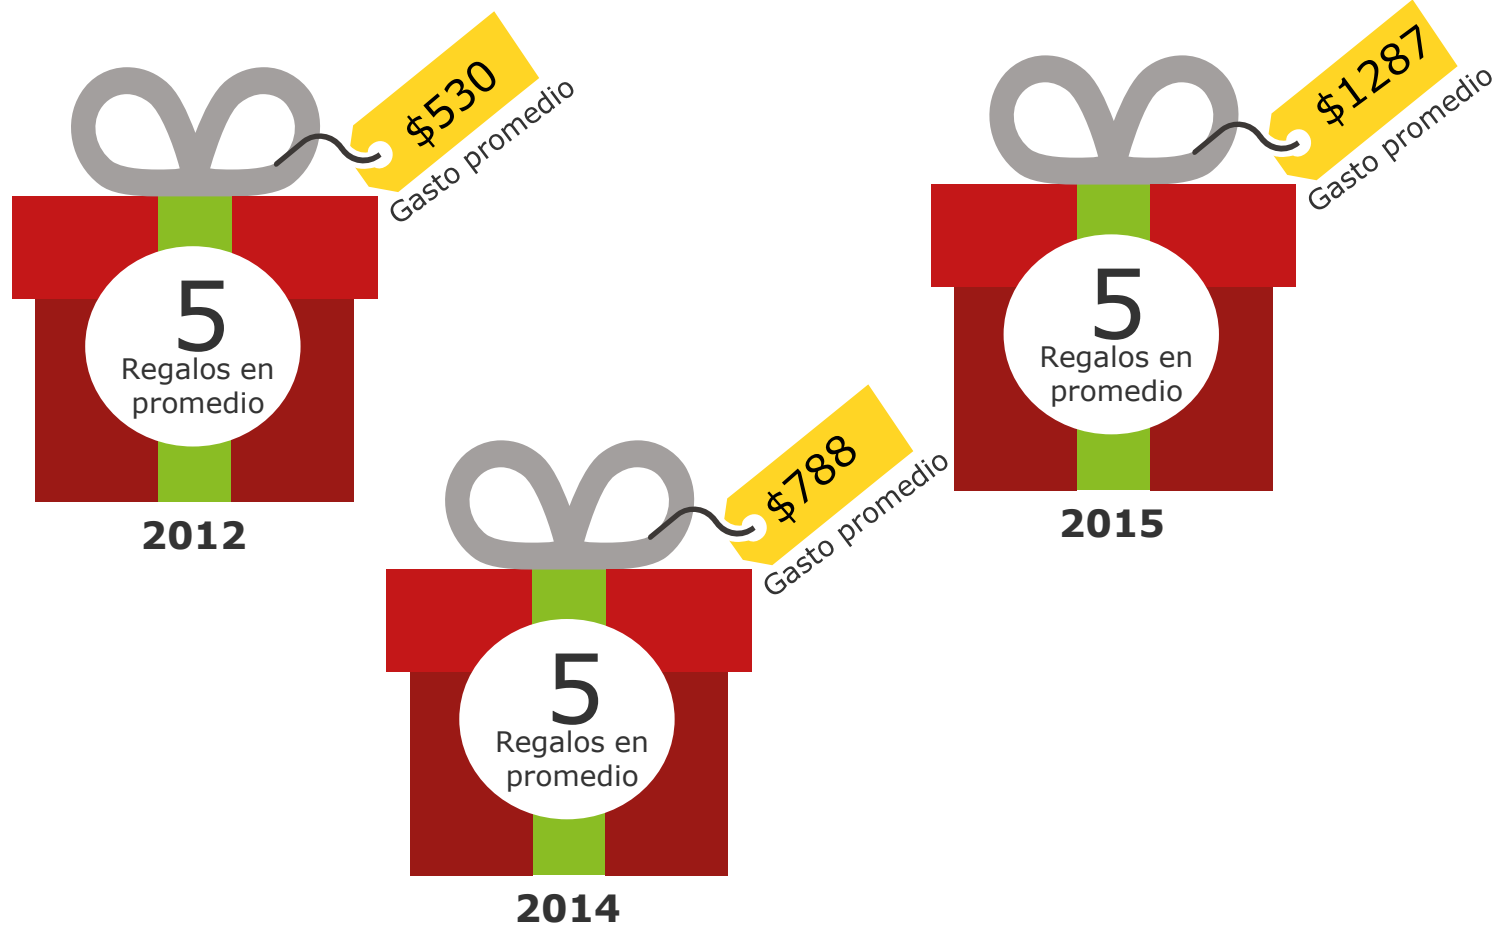 $530
Gasto promedio
5
Regalos en
promedio
2012
$788
Gasto promedio
5
Regalos en
promedio
2014
$1287
Gasto promedio
5
Regalos en
promedio
2015